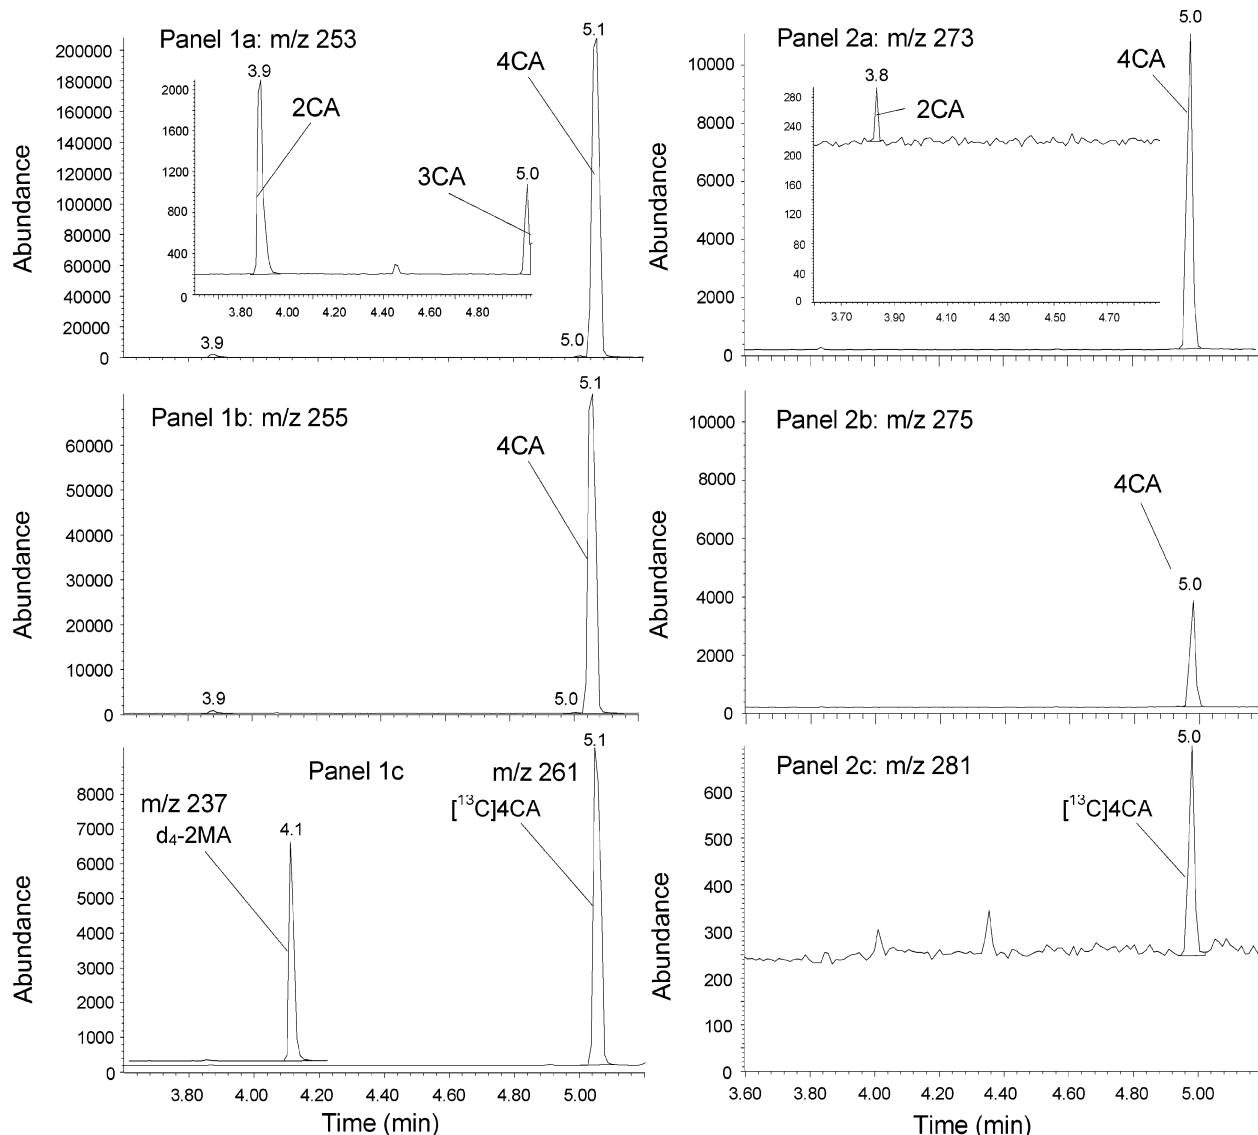 Panel 1a: m/z 253
5.1
4CA
3.9
2CA
3CA
5.0
2000
1600
1200
800
400
0
3.80 4.00 4.20 4.40 4.60 4.80
200000
180000
160000
140000
120000
100000
80000
60000
40000
20000
0
Abundance
3.9
5.0
Panel 2a: m/z 273
5.0
4CA
3.8
2CA
280
240
200
160
120
80
40
0
3.70 3.90 4.10 4.30 4.50 4.70
10000
8000
6000
4000
2000
0
Abundance
Panel 1b: m/z 255
5.1
4CA
60000
50000
40000
30000
20000
10000
0
Abundance
3.9
5.0
Panel 2b: m/z 275
4CA
5.0
10000
8000
6000
4000
2000
0
Abundance
Panel 1c
m/z 237
d4-2MA
4.1
m/z 261
[13C]4CA
5.1
8000
7000
6000
5000
4000
3000
2000
1000
0
Abundance
3.80 4.00 4.20 4.40 4.60 4.80 5.00
Time (min)
Panel 2c: m/z 281
5.0
[13C]4CA
600
500
400
300
200
100
0
Abundance
3.60 3.80 4.00 4.20 4.40 4.60 4.80 5.00
Time (min)